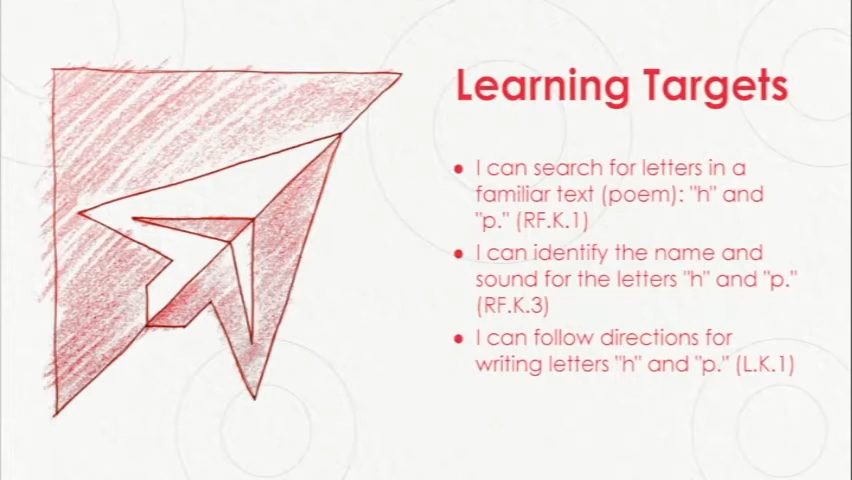 Learning Targets
• I can search for letters in a
familiar text (poem): "h" and
"p." (RF.K.1)
• I can identify the name and
sound for the letters "h" and "p."
(RF.K.3)
• I can follow directions for
writing letters "h" and "p." (L.K.1)